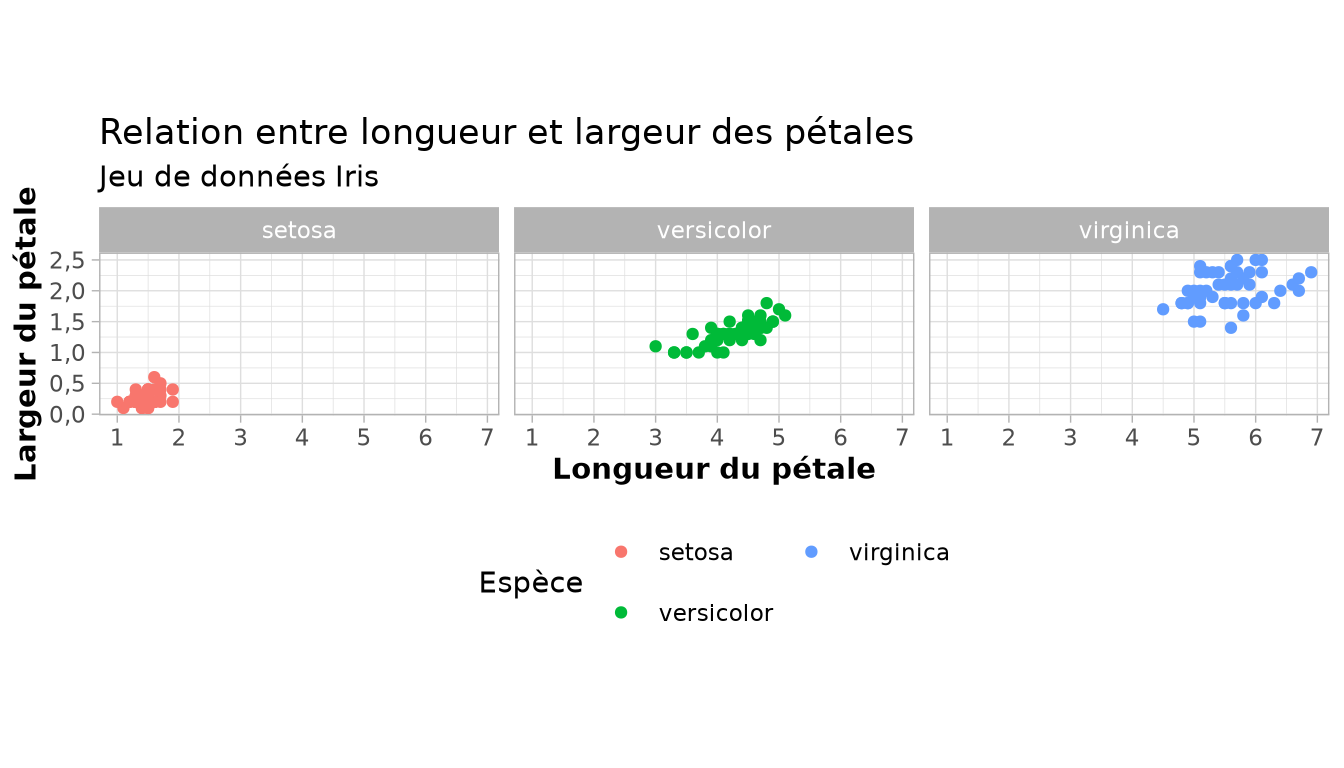 Relation entre longueur et largeur des pétales
Jeu de données Iris
Largeur du pétale
setosa
versicolor
virginica
2,5
2,0
1,5
1,0
0,5
0,0
1 2 3 4 5 6 7
1 2 3 4 5 6 7
1 2 3 4 5 6 7
Longueur du pétale
Espèce
setosa
versicolor
virginica